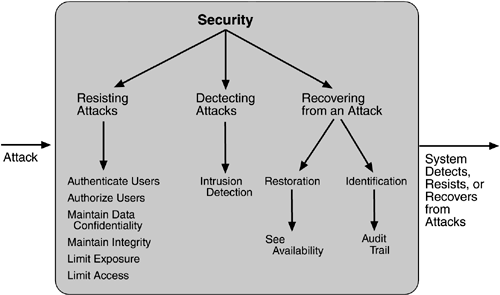 Security
Resisting
Attacks
Dectecting
Attacks
Recovering
from an Attack
Attack
System
Detects,
Resists, or
Recovers
from
Attacks
Authenticate Users
Authorize Users
Maintain Data
Confidentiality
Maintain Integrity
Limit Exposure
Limit Access
Intrusion
Detection
Restoration
Identification
See
Availability
Audit
Trail